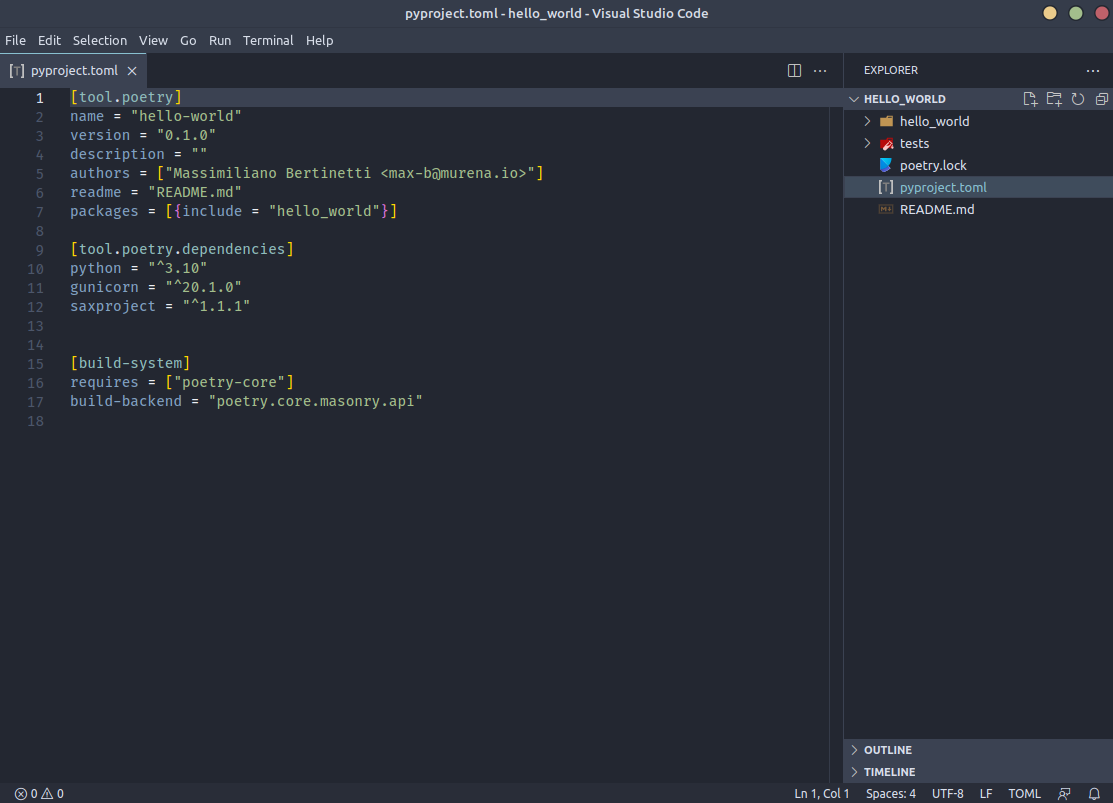 pyproject.toml - hello_world - Visual Studio Code
File Edit Selection View Go Run Terminal Help
[T] pyproject.toml
EXPLORER
1 [tool.poetry]
2 name = "hello-world"
3 version = "0.1.0"
4 description = ""
5 authors = ["Massimiliano Bertinetti <max-b@murena.io>"]
6 readme = "README.md"
7 packages = [{include = "hello_world"}]
8
9 [tool.poetry.dependencies]
10 python = "^3.10"
11 gunicorn = "^20.1.0"
12 saxproject = "^1.1.1"
13
14
15 [build-system]
16 requires = ["poetry-core"]
17 build-backend = "poetry.core.masonry.api"
18
HELLO_WORLD
hello_world
tests
poetry.lock
[T] pyproject.toml
README.md
OUTLINE
TIMELINE
0 0
Ln 1, Col 1 Spaces: 4 UTF-8 LF TOML